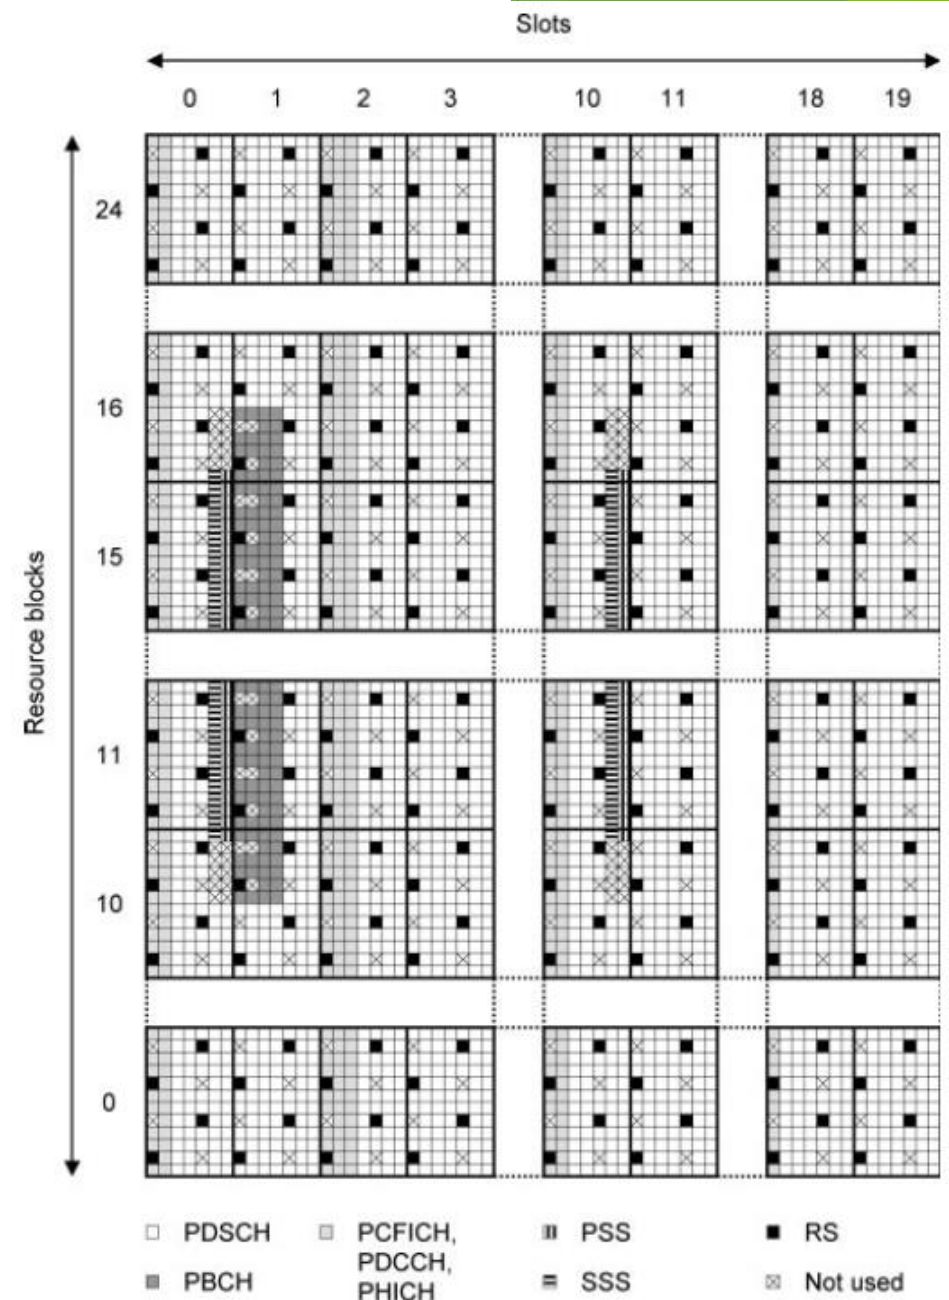 Slots
0 1 2 3 10 11 18 19
24
16
15
Resource blocks
11
10
0
PDSCH PCFICH, PSS RS
PDCCH,
PBCH PHICH SSS Not used